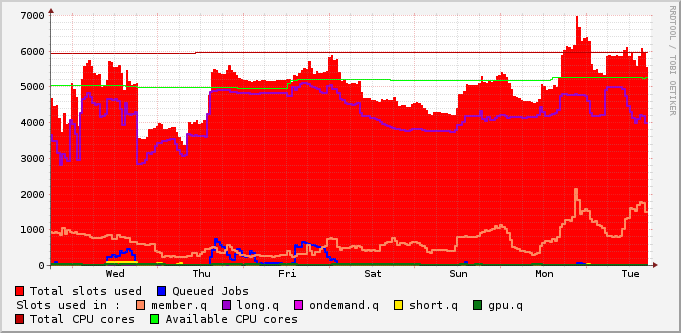 7000
6000
5000
4000
3000
2000
1000
0
Wed Thu Fri Sat Sun Mon Tue
RRDTOOL / TOBI OETIKER
Total slots used Queued Jobs
Slots used in : member.q long.q ondemand.q short.q gpu.q
Total CPU cores Available CPU cores